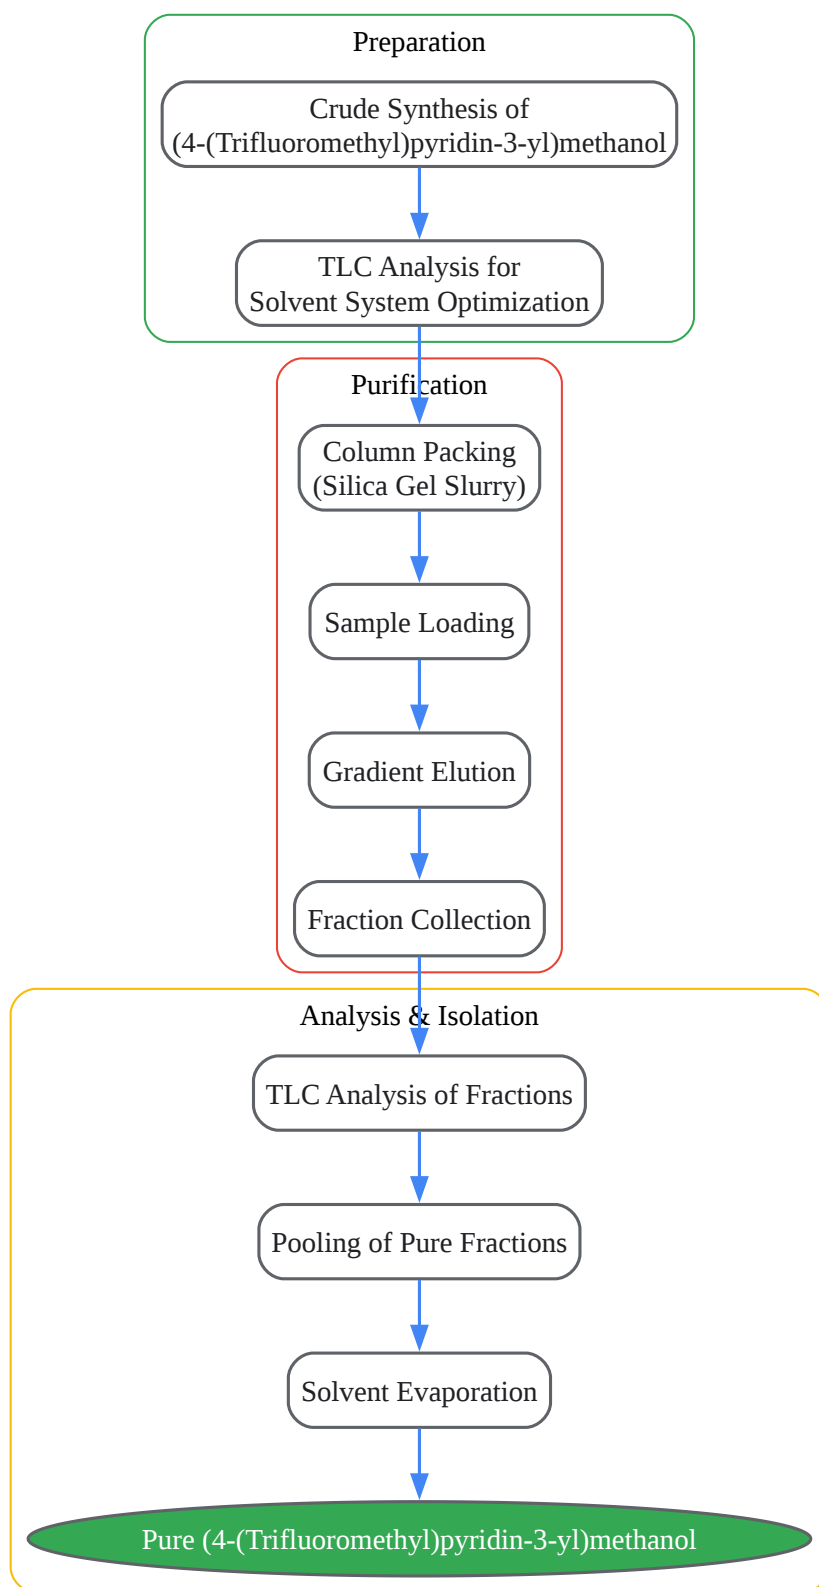 Preparation
Crude Synthesis of
(4-(Trifluoromethyl)pyridin-3-yl)methanol
TLC Analysis for
Solvent System Optimization
Purification
Column Packing
(Silica Gel Slurry)
Sample Loading
Gradient Elution
Fraction Collection
Analysis & Isolation
TLC Analysis of Fractions
Pooling of Pure Fractions
Solvent Evaporation
Pure (4-(Trifluoromethyl)pyridin-3-yl)methanol